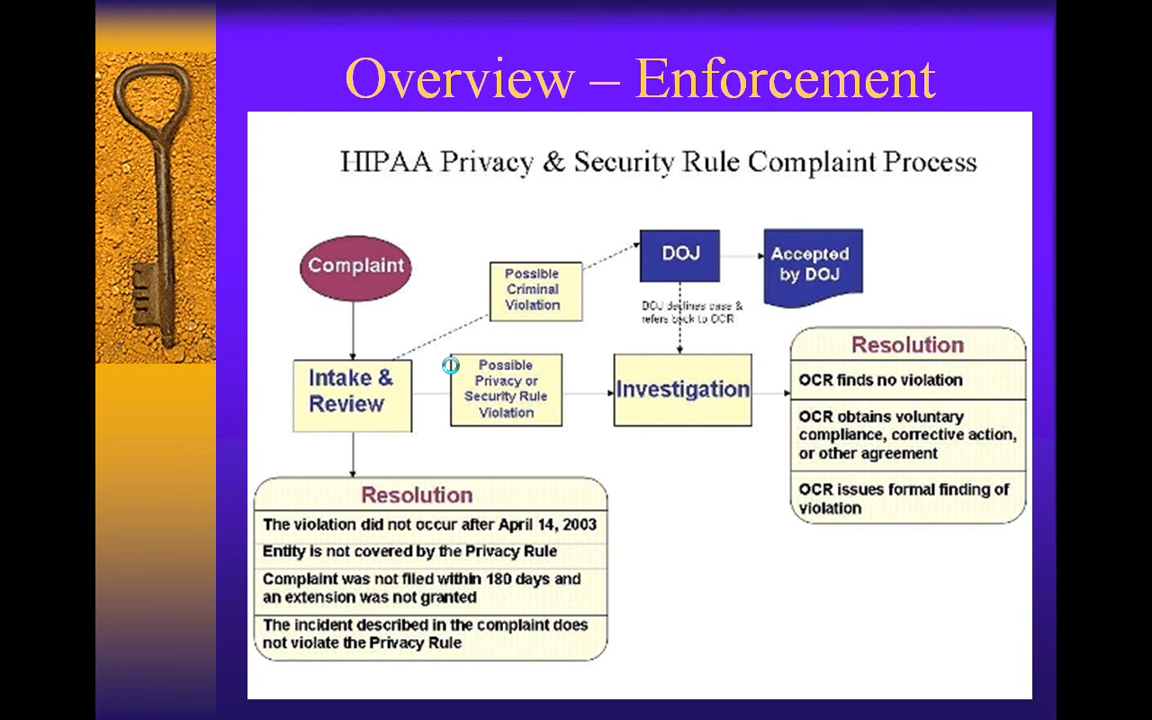 Overview – Enforcement
HIPAA Privacy & Security Rule Complaint Process
Complaint
Possible
Criminal
Violation
DOJ
Accepted
by DOJ
DOJ declines case &
refers back to OCR
Intake &
Review
Possible
Privacy or
Security Rule
Violation
Investigation
Resolution
OCR finds no violation
OCR obtains voluntary
compliance, corrective action,
or other agreement
OCR issues formal finding of
violation
Resolution
The violation did not occur after April 14, 2003
Entity is not covered by the Privacy Rule
Complaint was not filed within 180 days and
an extension was not granted
The incident described in the complaint does
not violate the Privacy Rule